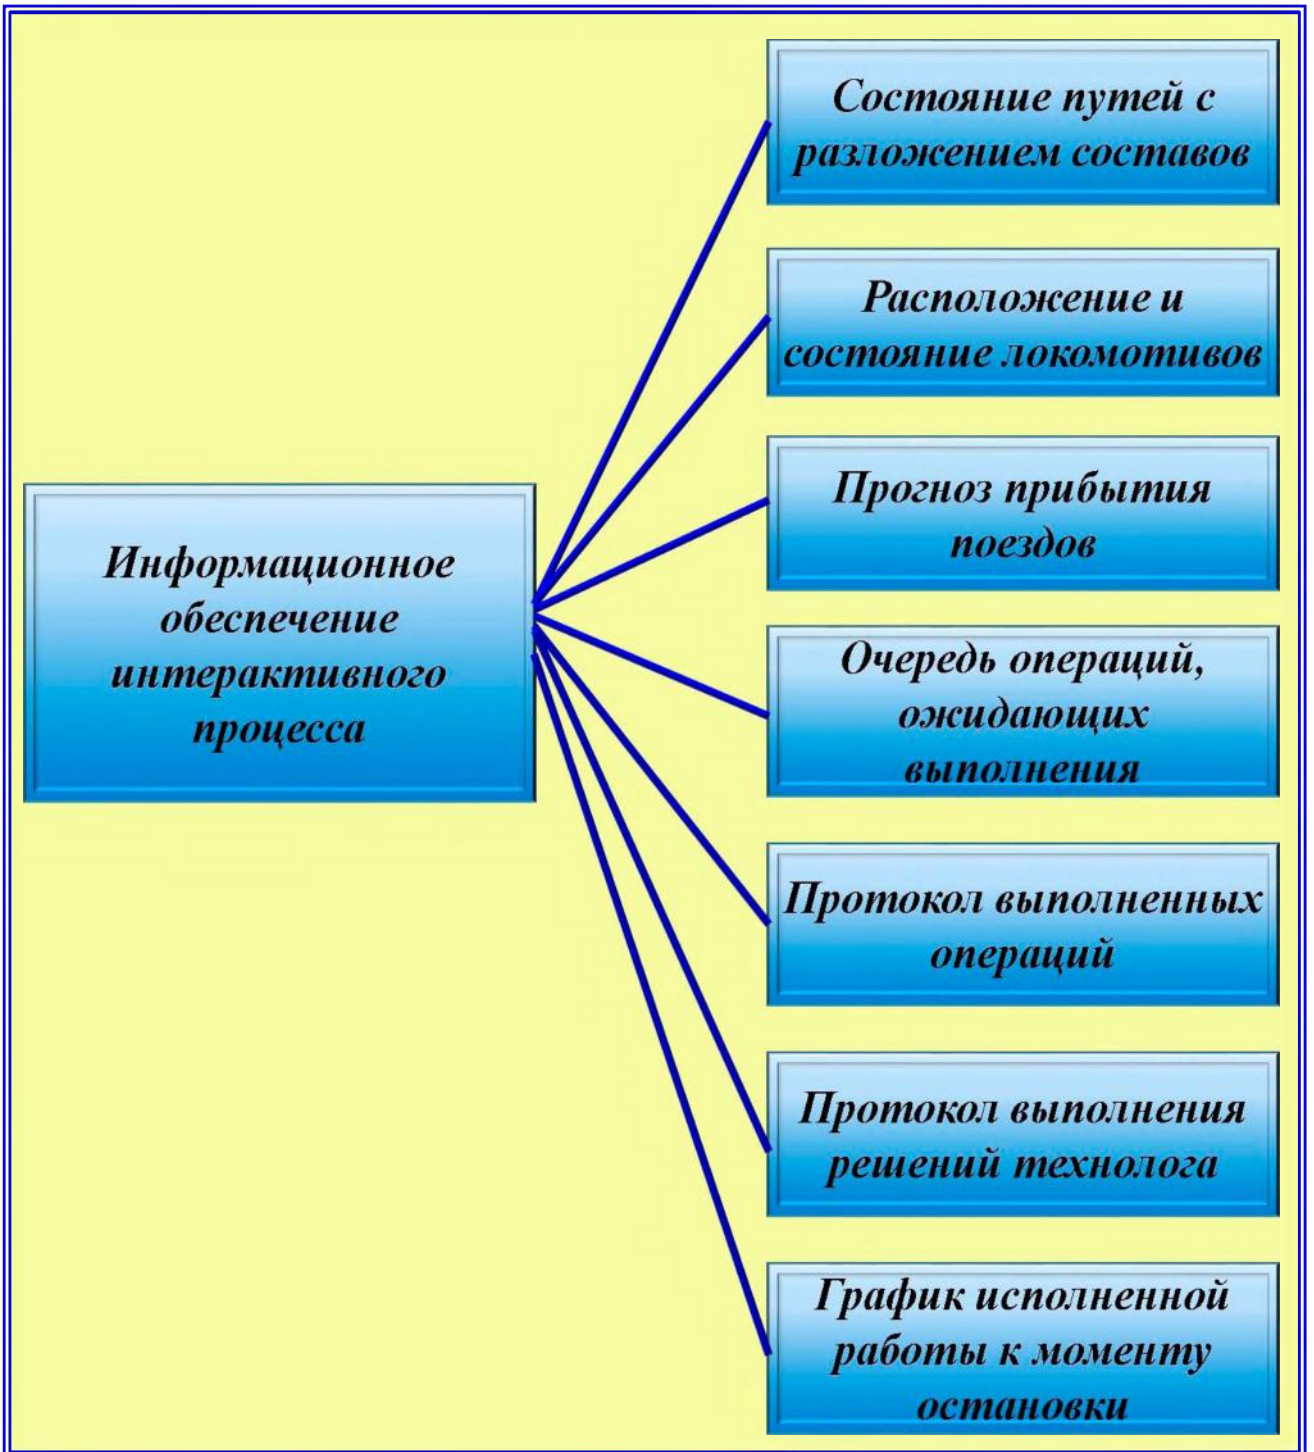 Состояние путей с
разложением составов
Расположение и
состояние локомотивов
Прогноз прибытия
поездов
Информационное
обеспечение
интерактивного
процесса
Очередь операций,
ожидающих
выполнения
Протокол выполненных
операций
Протокол выполнения
решений технолога
График исполненной
работы к моменту
остановки